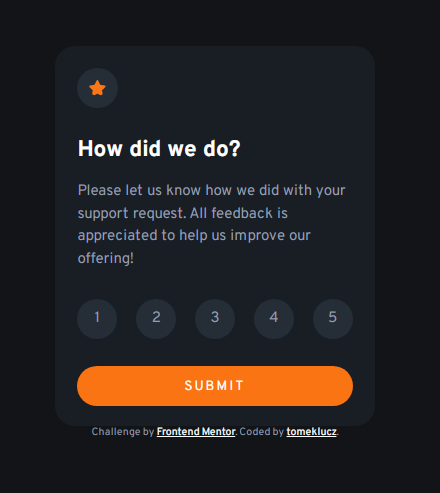 How did we do?
Please let us know how we did with your
support request. All feedback is
appreciated to help us improve our
offering!
1 2 3 4 5
SUBMIT
Challenge by Frontend Mentor. Coded by tomeklucz.